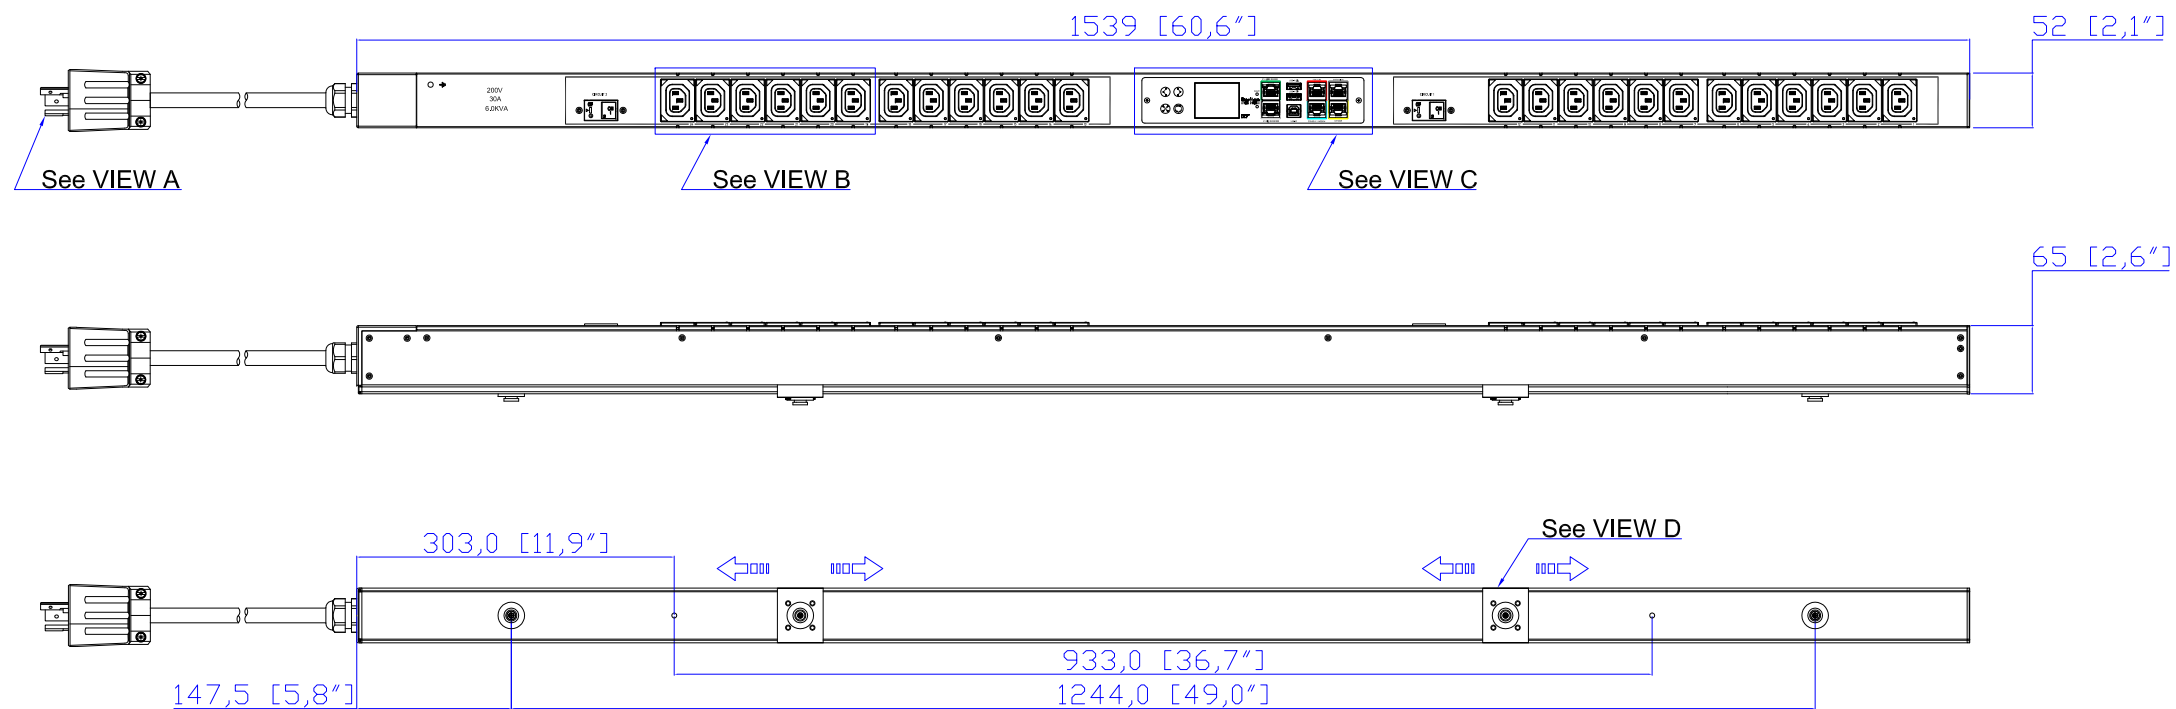 1539 [60,6"]
52 [2,1"]
200V
30A
6,0KVA
See VIEW A
See VIEW B
See VIEW C
65 [2,6"]
See VIEW D
303,0 [11,9"]
933,0 [36,7"]
147,5 [5,8"]
1244,0 [49,0"]